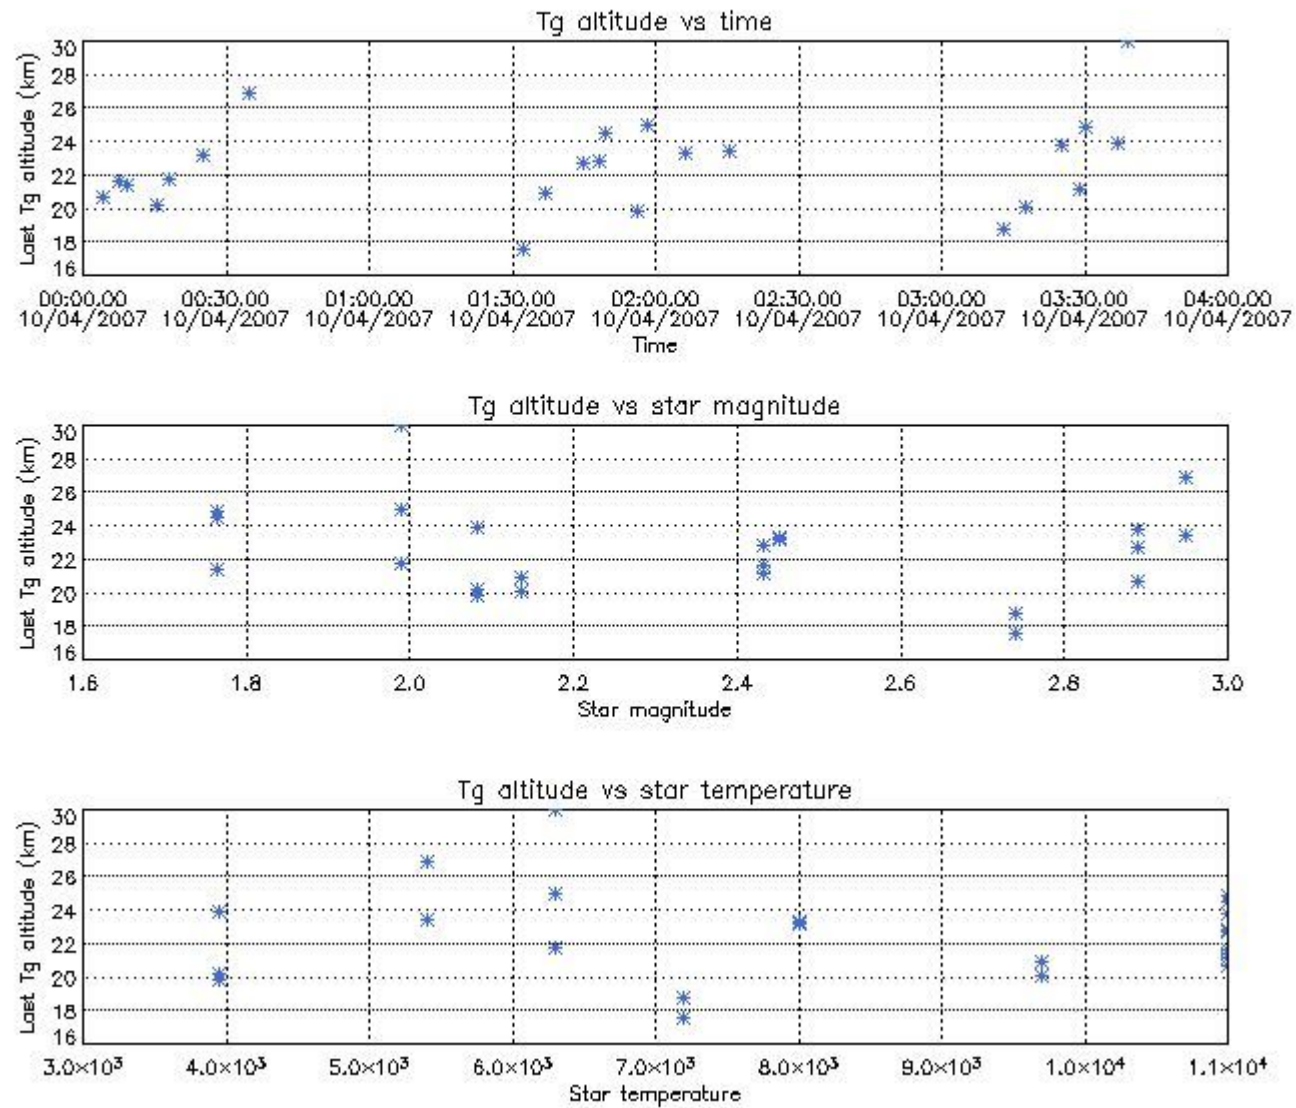 Tg altitude vs time
Last Tg altitude (km)
30
28
26
24
22
20
18
16
00:00.00 00:30.00 01:00.00 01:30.00 02:00.00 02:30.00 03:00.00 03:30.00 04:00.00
10/04/2007 10/04/2007 10/04/2007 10/04/2007 10/04/2007 10/04/2007 10/04/2007 10/04/2007 10/04/2007
Time
Tg altitude vs star magnitude
Last Tg altitude (km)
30
28
26
24
22
20
18
16
1.6 1.8 2.0 2.2 2.4 2.6 2.8 3.0
Star magnitude
Tg altitude vs star temperature
Last Tg altitude (km)
30
28
26
24
22
20
18
16
3.0×10³ 4.0×10³ 5.0×10³ 6.0×10³ 7.0×10³ 8.0×10³ 9.0×10³ 1.0×10⁴ 1.1×10⁴
Star temperature